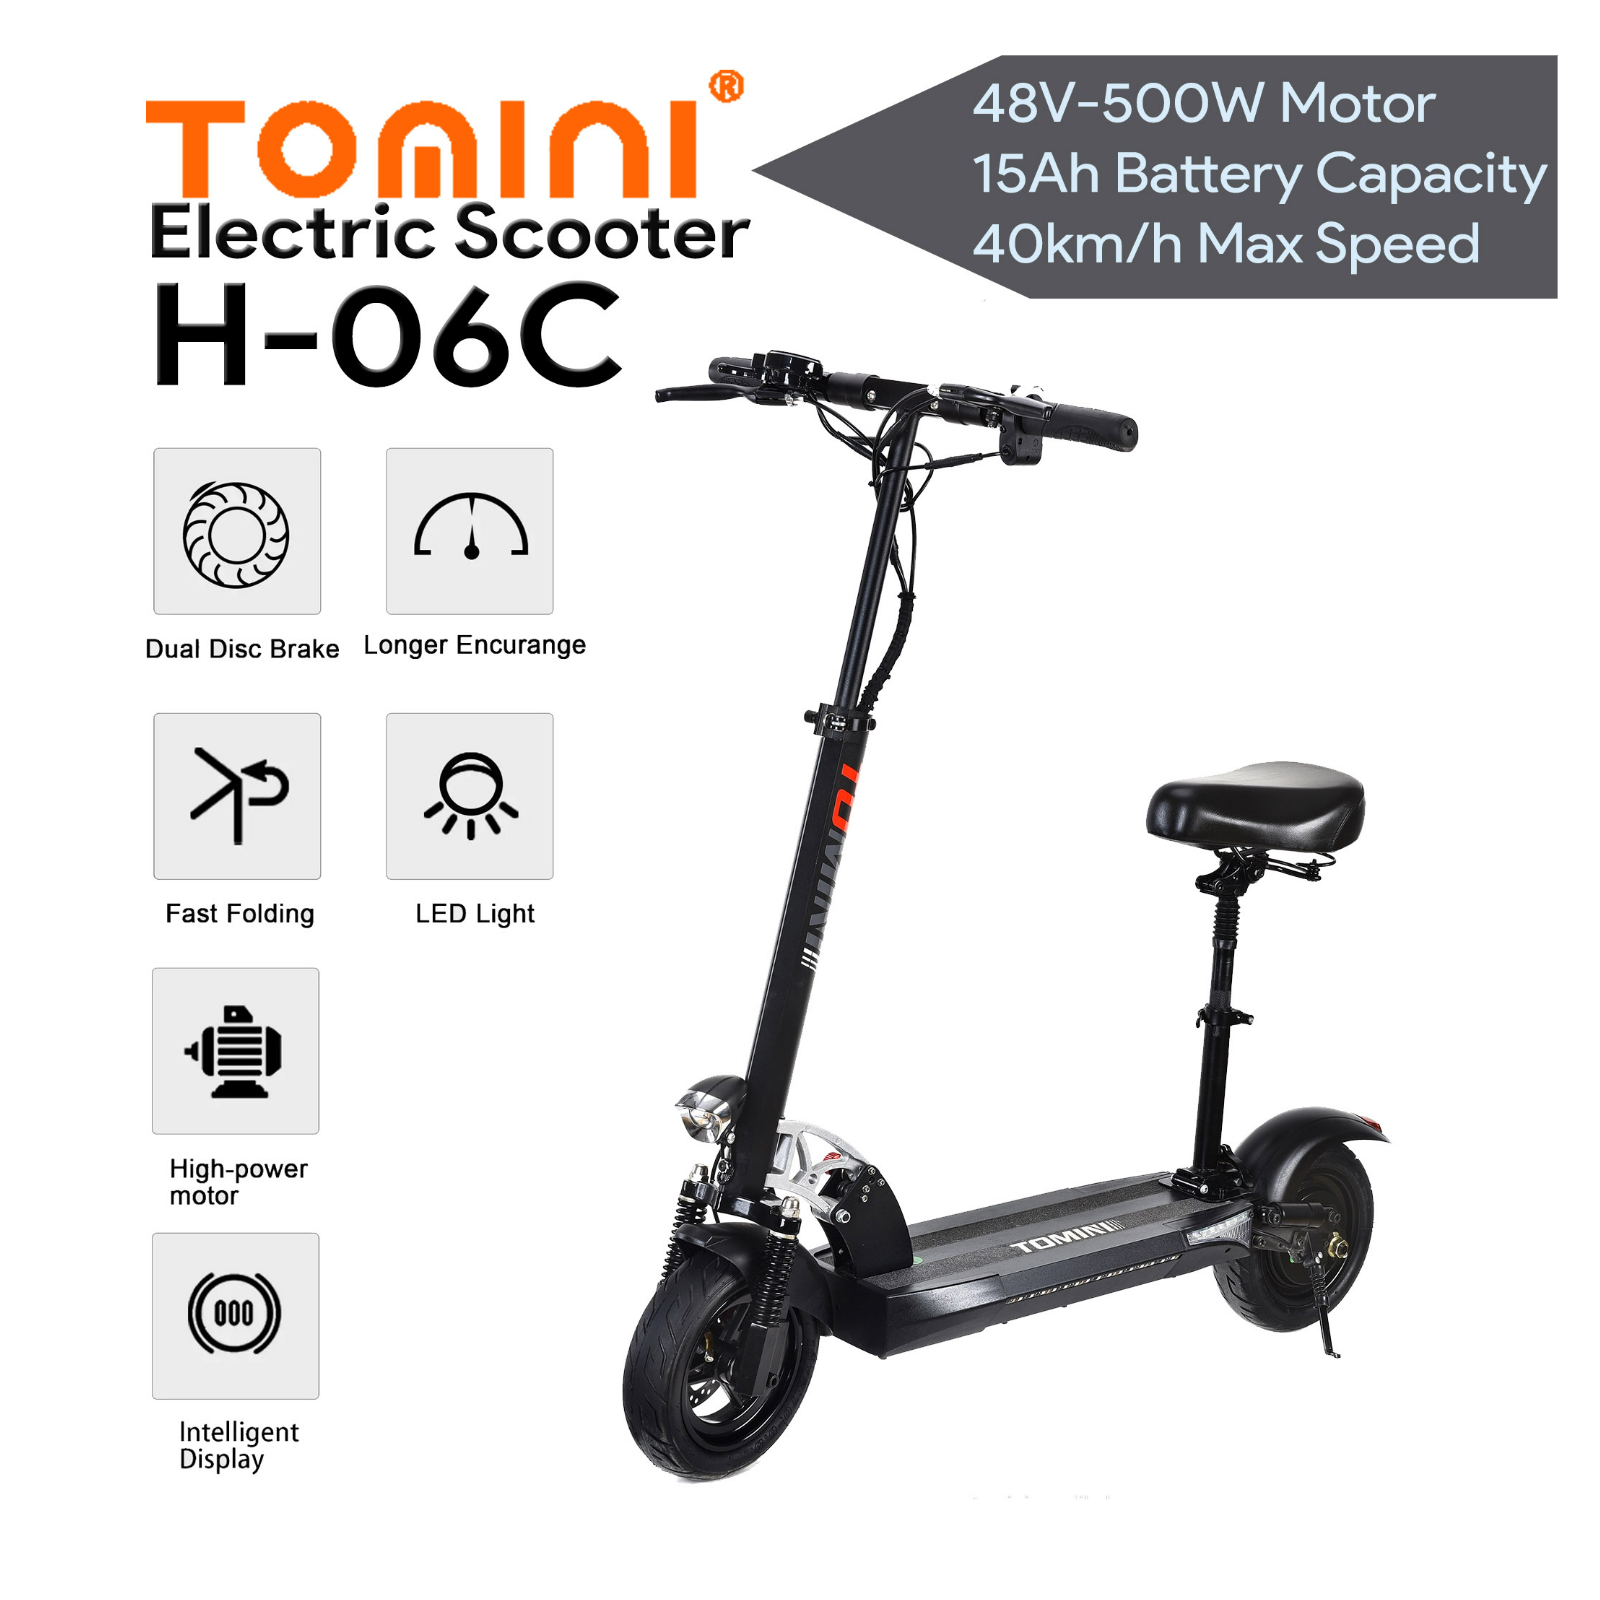 TOMINI®
Electric Scooter
H-06C
48V-500W Motor
15Ah Battery Capacity
40km/h Max Speed
Dual Disc Brake
Longer Encurange
Fast Folding
LED Light
High-power
motor
000
Intelligent
Display
TOMINI
TOMINI